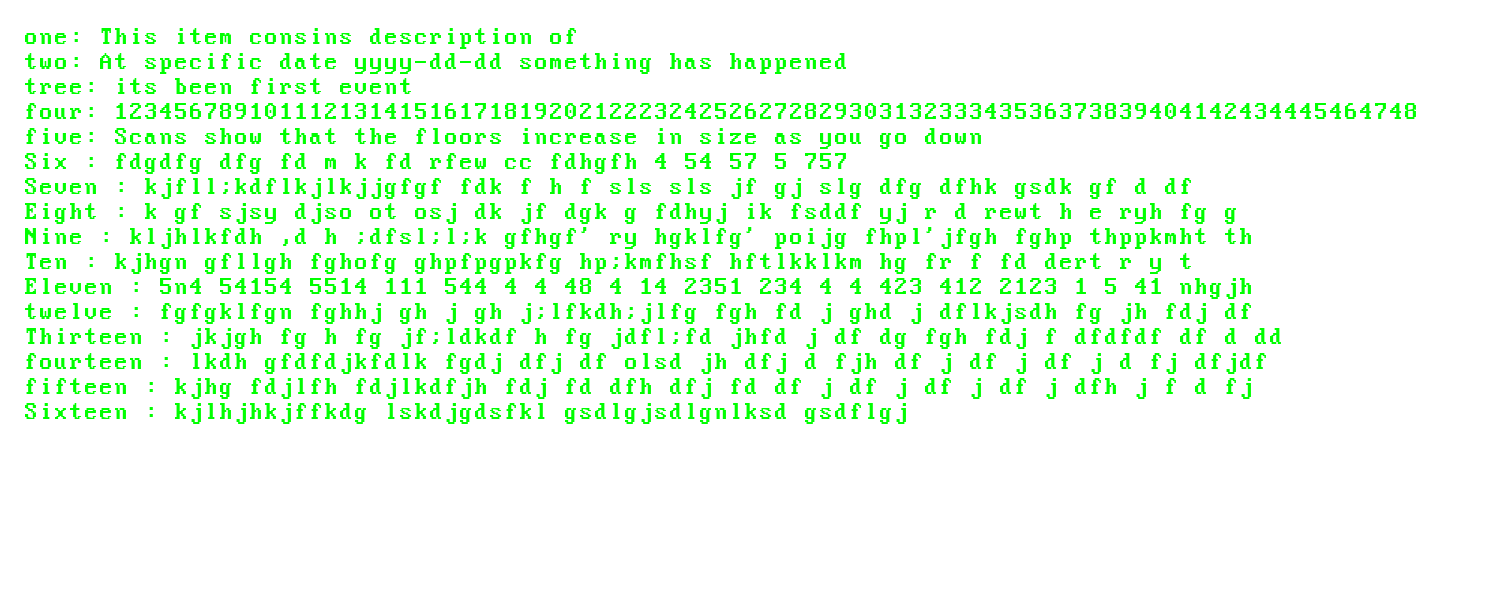 one: This item consins description of
two: At specific date yyyy-dd-dd something has happened
tree: its been first event
four: 123456789101112131415161718192021222324252627282930313233343536373839404142434445464748
five: Scans show that the floors increase in size as you go down
Six : fdgdfg dfg fd m k fd rfew cc fdhgfh 4 54 57 5 757
Seven : kjfll;kdflkjlkjjgfgf fdk f h f sls sls jf gj slg dfg dfhk gsdk gf d df
Eight : k gf sjsy djso ot osj dk jf dgk g fdhyj ik fsddf yj r d rewt h e ryh fg g
Nine : kljhlkfdh ,d h ;dfsl;l;k gfhgf' ry hgklfg' poijg fhpl'jfgh fghp thppkmht th
Ten : kjhgn gfllgh fghofg ghpfpgpkfg hp;kmfhsf hftlkklkm hg fr f fd dert r y t
Eleven : 5n4 54154 5514 111 544 4 4 48 4 14 2351 234 4 4 423 412 2123 1 5 41 nhgjh
twelve : fgfgklfgn fghhj gh j gh j;lfkdh;jlfg fgh fd j ghd j dflkjsdh fg jh fdj df
Thirteen : jkjgh fg h fg jf;ldkdf h fg jdfl;fd jhfd j df dg fgh fdj f dfdfdf df d dd
fourteen : lkdh gfdfdjkfdlk fgdj dfj df olsd jh dfj d fjh df j df j df j d fj dfjdf
fifteen : kjhg fdjlfh fdjlkdfjh fdj fd dfh dfj fd df j df j df j df j dfh j f d fj
Sixteen : kjlhjhkjffkdg lskdjgdsfkl gsdlgjsdlgnlksd gsdflgj